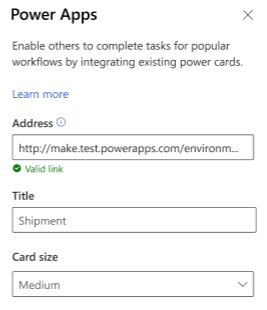 Power Apps
Enable others to complete tasks for popular
workflows by integrating existing power cards.
Learn more
Address
http://make.test.powerapps.com/environm...
Valid link
Title
Shipment
Card size
Medium